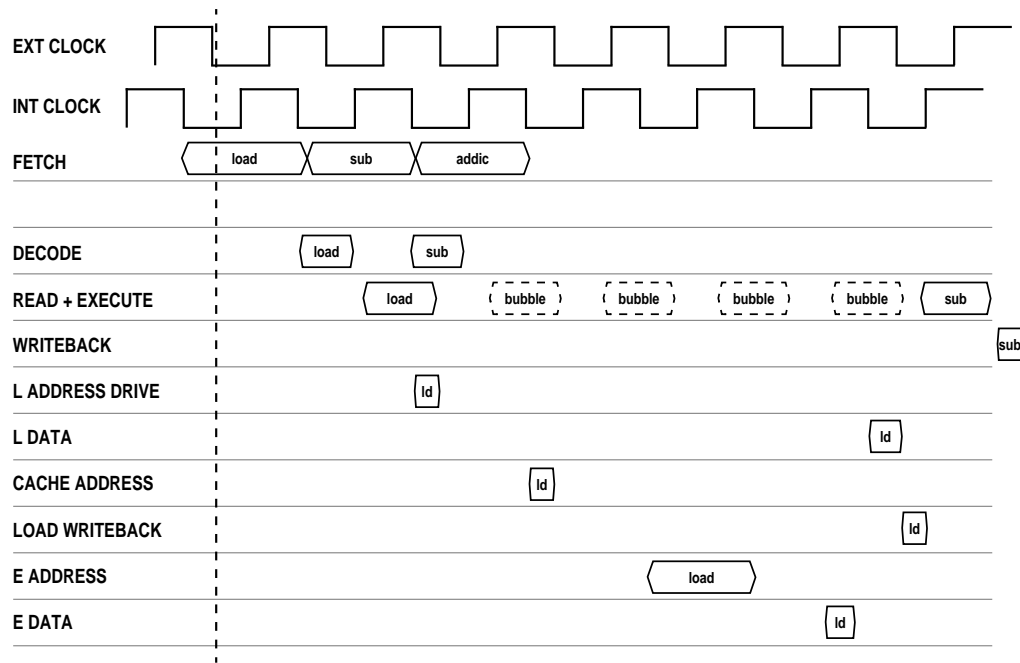 EXT CLOCK
INT CLOCK
FETCH load sub addic
DECODE load sub
READ + EXECUTE load bubble bubble bubble bubble sub
WRITEBACK sub
L ADDRESS DRIVE ld
L DATA ld
CACHE ADDRESS ld
LOAD WRITEBACK ld
E ADDRESS load
E DATA ld